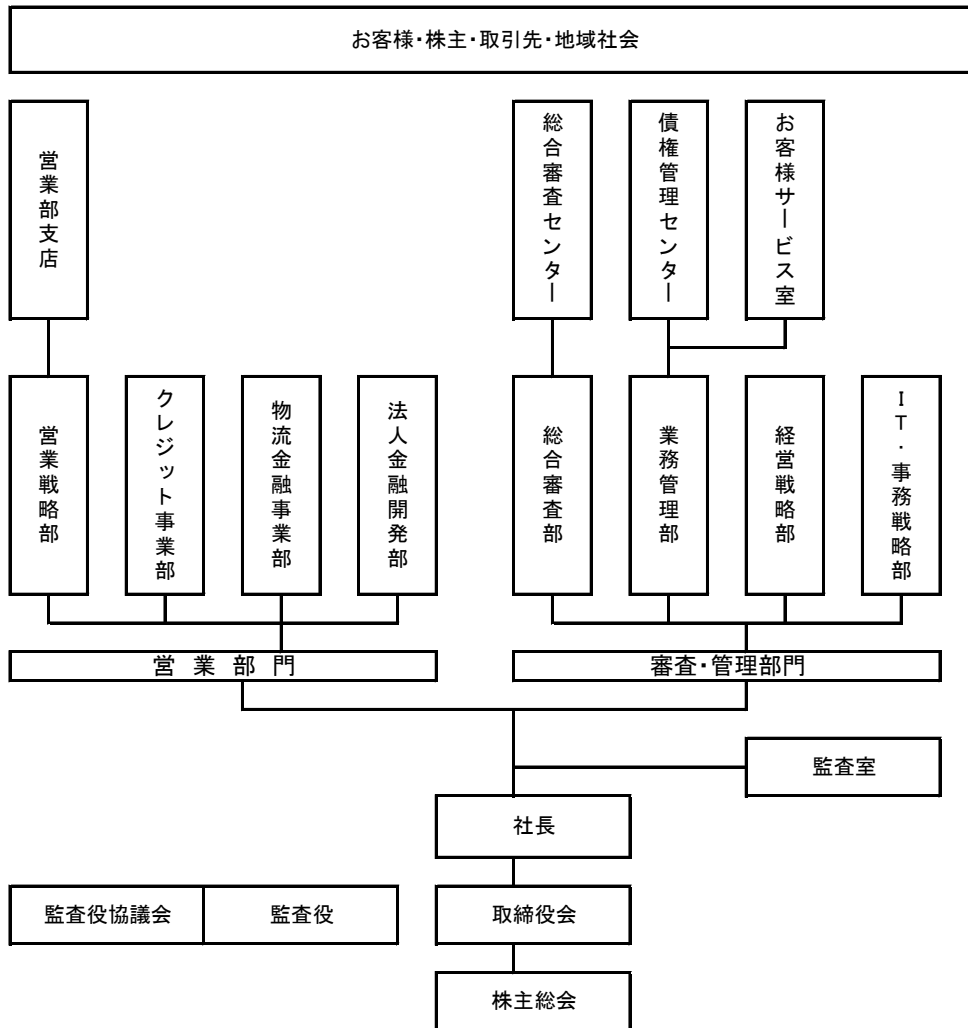 お客様・株主・取引先・地域社会
営業部支店
総合審査センター
債権管理センター
お客様サービス室
営業戦略部
クレジット事業部
物流金融事業部
法人金融開発部
総合審査部
業務管理部
経営戦略部
IT・事務戦略部
営業部門
審査・管理部門
監査室
社長
監査役協議会
監査役
取締役会
株主総会